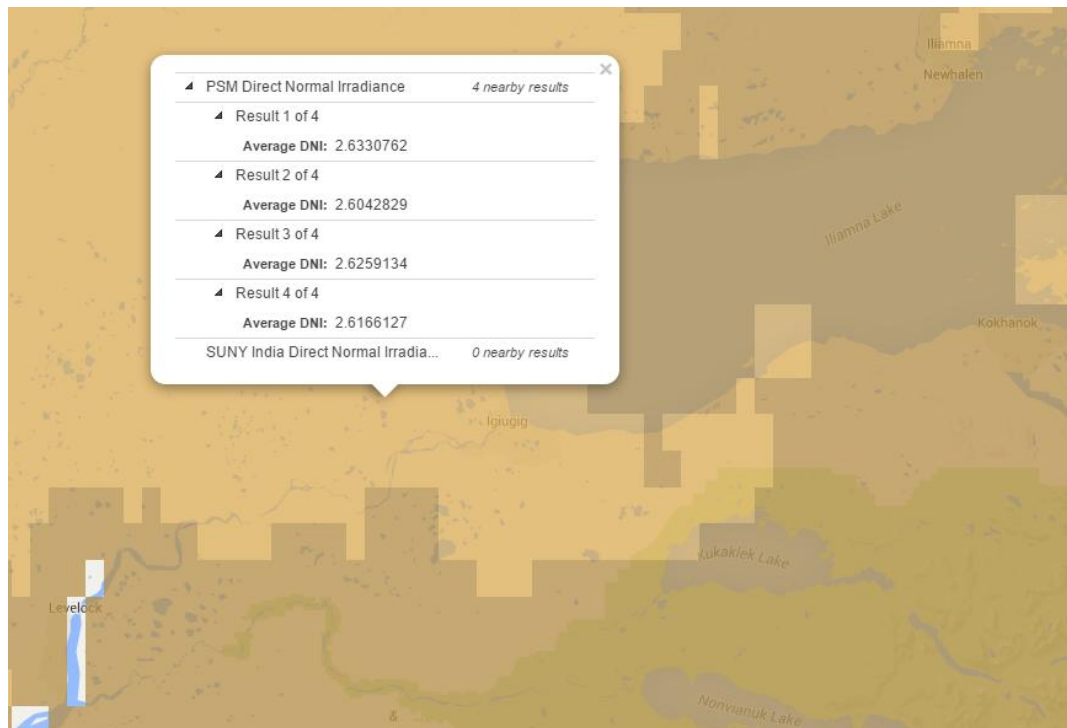 PSM Direct Normal Irradiance 4 nearby results
Result 1 of 4
Average DNI: 2.6330762
Result 2 of 4
Average DNI: 2.6042829
Result 3 of 4
Average DNI: 2.6259134
Result 4 of 4
Average DNI: 2.6166127
SUNY India Direct Normal Irradia... 0 nearby results
Iliamna
Newhalen
Iliamna Lake
Kokhanok
Igiugig
Kukaklek Lake
Levelock
Nonvianuk Lake
&